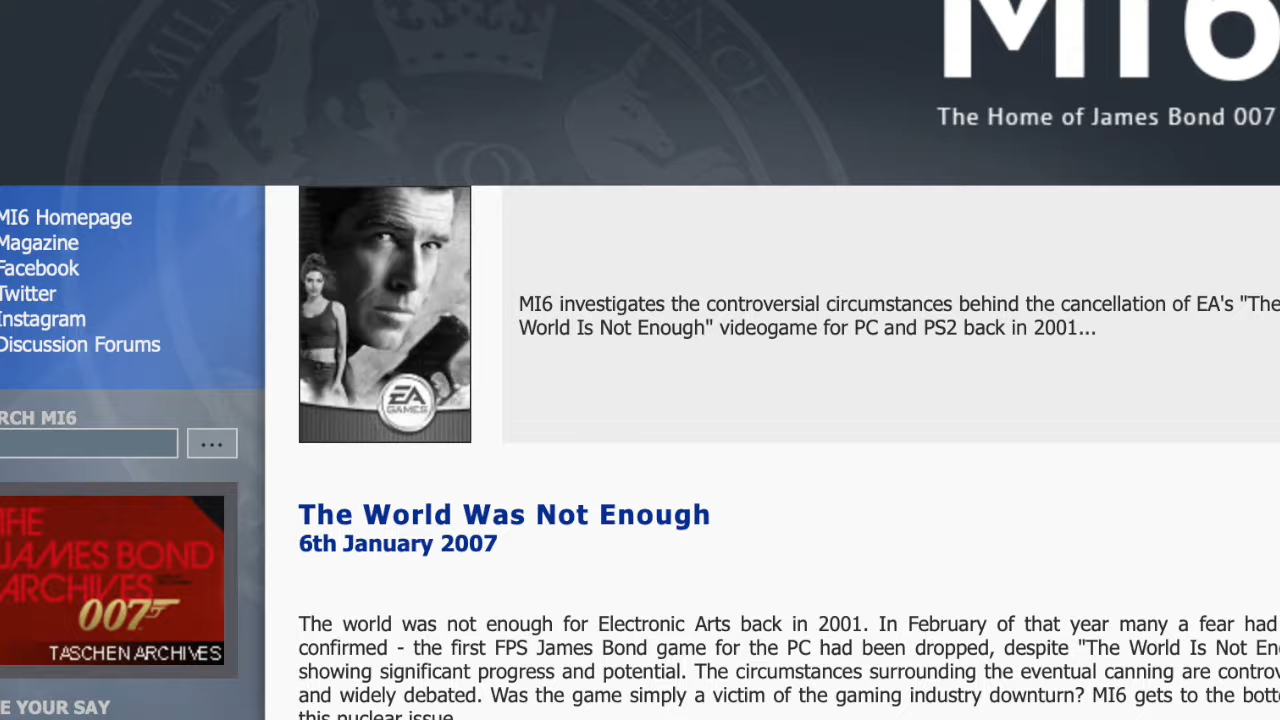 MI6
The Home of James Bond 007
MI6 Homepage
Magazine
Facebook
Twitter
Instagram
Discussion Forums
RCH MI6
...
THE
JAMES BOND
ARCHIVES
007
TASCHEN ARCHIVES
E YOUR SAY
EA
GAMES
MI6 investigates the controversial circumstances behind the cancellation of EA's "The
World Is Not Enough" videogame for PC and PS2 back in 2001...
The World Was Not Enough
6th January 2007
The world was not enough for Electronic Arts back in 2001. In February of that year many a fear had
confirmed - the first FPS James Bond game for the PC had been dropped, despite "The World Is Not En
showing significant progress and potential. The circumstances surrounding the eventual canning are controv
and widely debated. Was the game simply a victim of the gaming industry downturn? MI6 gets to the bott
this nuclear issue.